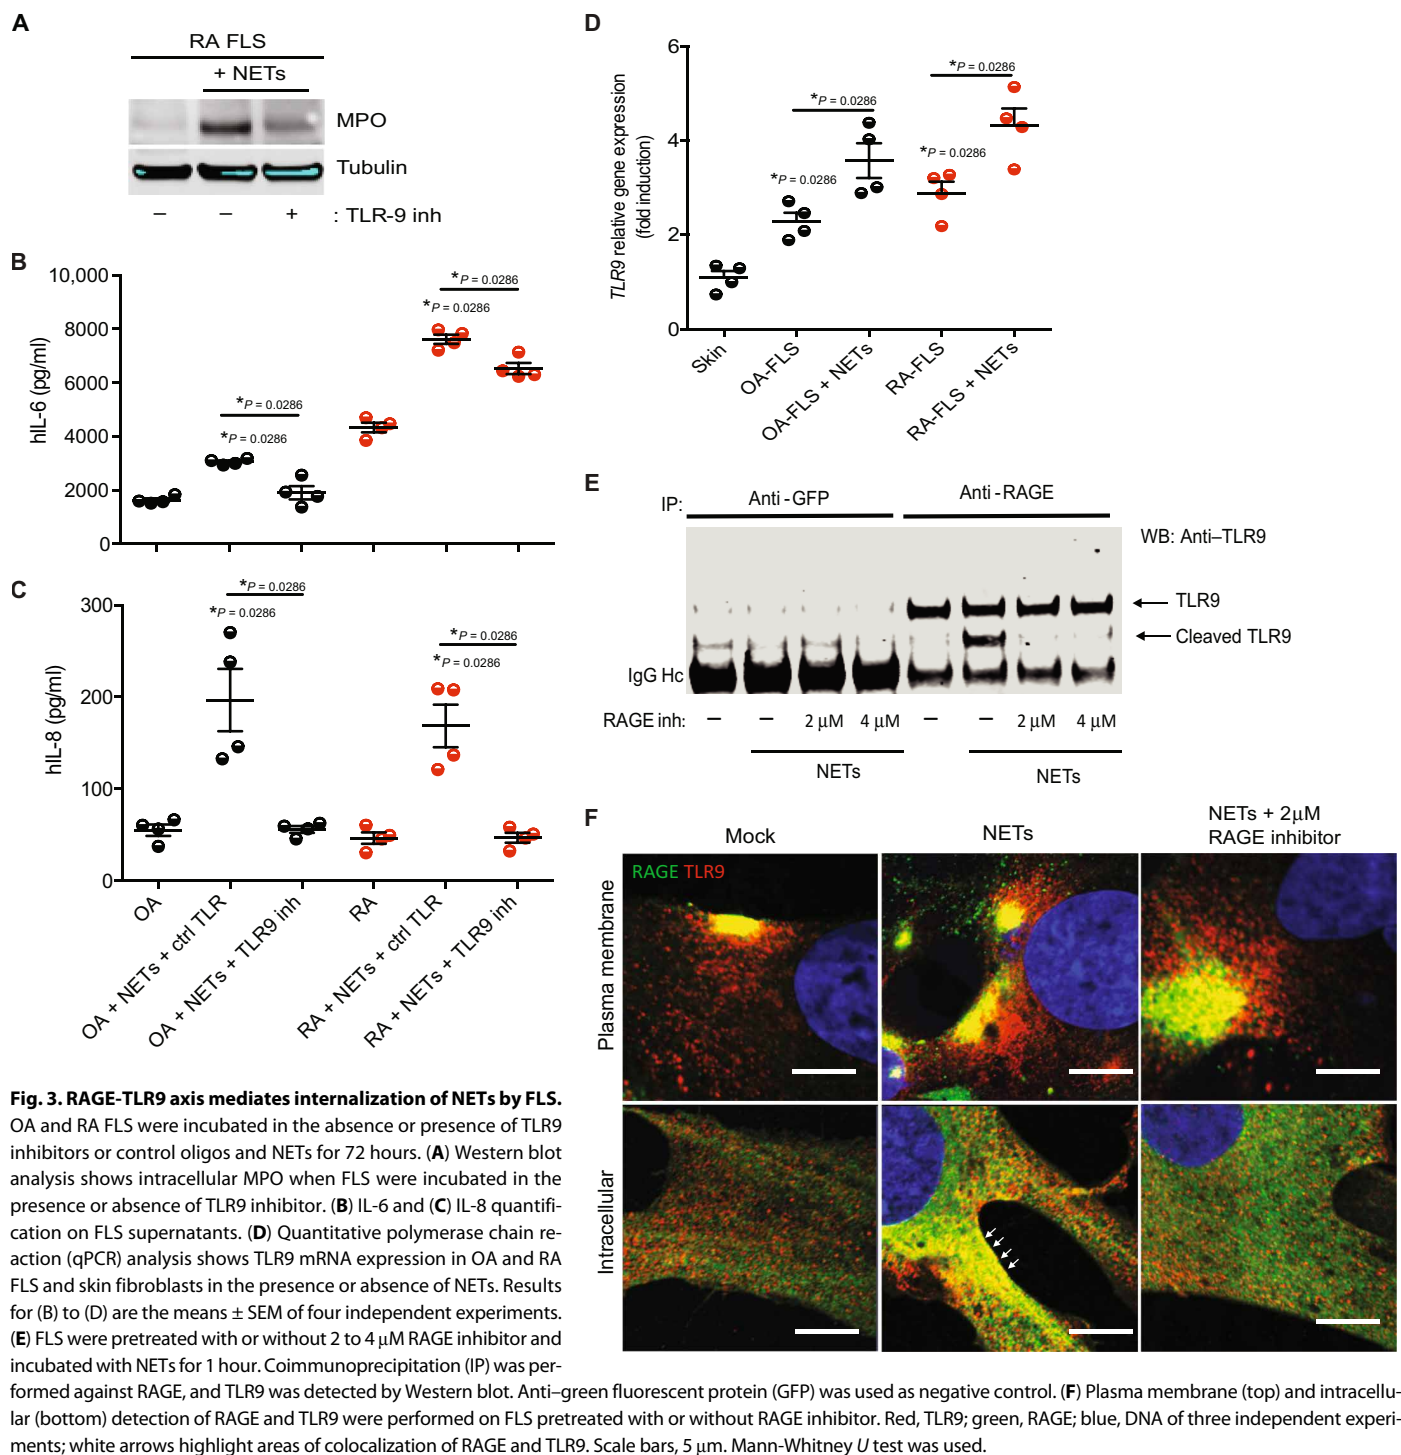 A
RA FLS
+ NETs
MPO
Tubulin
– – + : TLR-9 inh
B
hIL-6 (pg/ml)
10,000
8000
6000
4000
2000
0
*P = 0.0286
*P = 0.0286
*P = 0.0286
*P = 0.0286
C
hIL-8 (pg/ml)
300
200
100
0
*P = 0.0286
*P = 0.0286
*P = 0.0286
*P = 0.0286
OA
OA + NETs + ctrl TLR
OA + NETs + TLR9 inh
RA
RA + NETs + ctrl TLR
RA + NETs + TLR9 inh
D
TLR9 relative gene expression
(fold induction)
6
4
2
0
*P = 0.0286
*P = 0.0286
*P = 0.0286
*P = 0.0286
Skin
OA-FLS
OA-FLS + NETs
RA-FLS
RA-FLS + NETs
E
IP: Anti-GFP Anti-RAGE
WB: Anti–TLR9
TLR9
Cleaved TLR9
IgG Hc
RAGE inh: – – 2 μM 4 μM – – 2 μM 4 μM
NETs NETs
F
Mock
NETs
NETs + 2μM
RAGE inhibitor
RAGE TLR9
Plasma membrane
Intracellular
Fig. 3. RAGE-TLR9 axis mediates internalization of NETs by FLS.
OA and RA FLS were incubated in the absence or presence of TLR9
inhibitors or control oligos and NETs for 72 hours. (A) Western blot
analysis shows intracellular MPO when FLS were incubated in the
presence or absence of TLR9 inhibitor. (B) IL-6 and (C) IL-8 quantifi-
cation on FLS supernatants. (D) Quantitative polymerase chain re-
action (qPCR) analysis shows TLR9 mRNA expression in OA and RA
FLS and skin fibroblasts in the presence or absence of NETs. Results
for (B) to (D) are the means ± SEM of four independent experiments.
(E) FLS were pretreated with or without 2 to 4 μM RAGE inhibitor and
incubated with NETs for 1 hour. Coimmunoprecipitation (IP) was per-
formed against RAGE, and TLR9 was detected by Western blot. Anti–green fluorescent protein (GFP) was used as negative control. (F) Plasma membrane (top) and intracellu-
lar (bottom) detection of RAGE and TLR9 were performed on FLS pretreated with or without RAGE inhibitor. Red, TLR9; green, RAGE; blue, DNA of three independent experi-
ments; white arrows highlight areas of colocalization of RAGE and TLR9. Scale bars, 5 μm. Mann-Whitney U test was used.